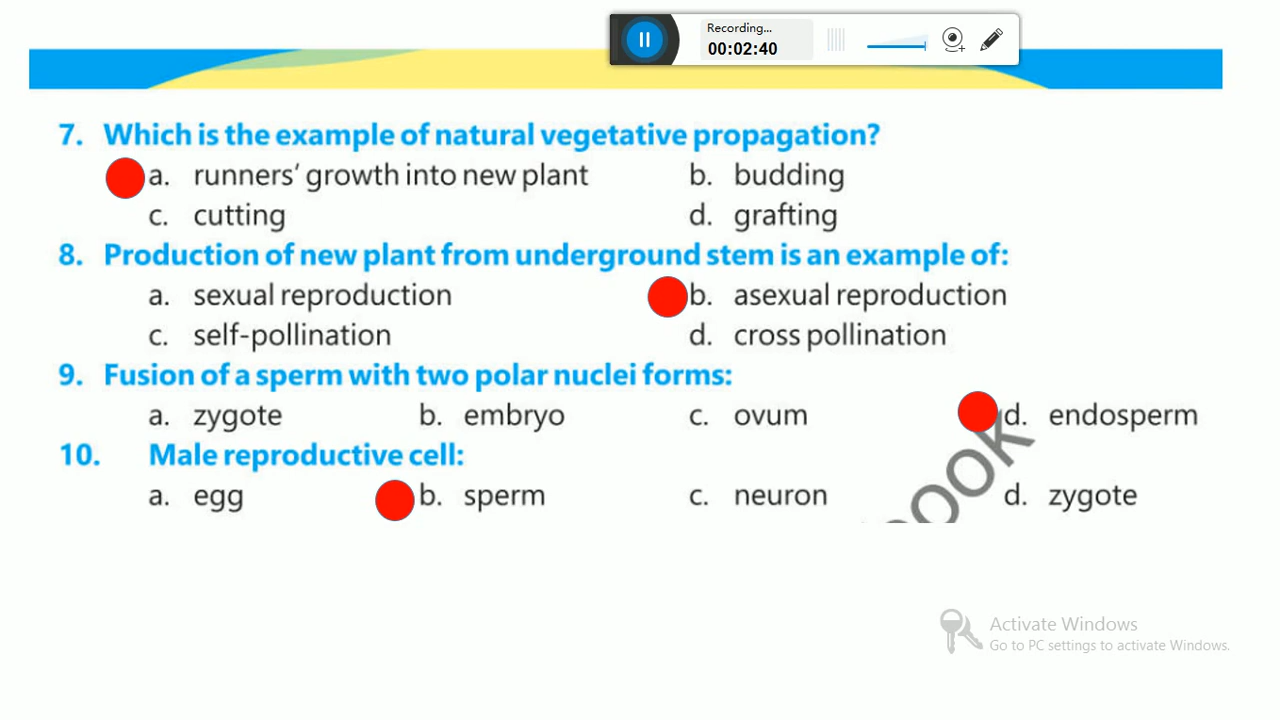 Recording...
00:02:40
7. Which is the example of natural vegetative propagation?
a. runners' growth into new plant b. budding
c. cutting d. grafting
8. Production of new plant from underground stem is an example of:
a. sexual reproduction b. asexual reproduction
c. self-pollination d. cross pollination
9. Fusion of a sperm with two polar nuclei forms:
a. zygote b. embryo c. ovum d. endosperm
10. Male reproductive cell:
a. egg b. sperm c. neuron d. zygote
Activate Windows
Go to PC settings to activate Windows.